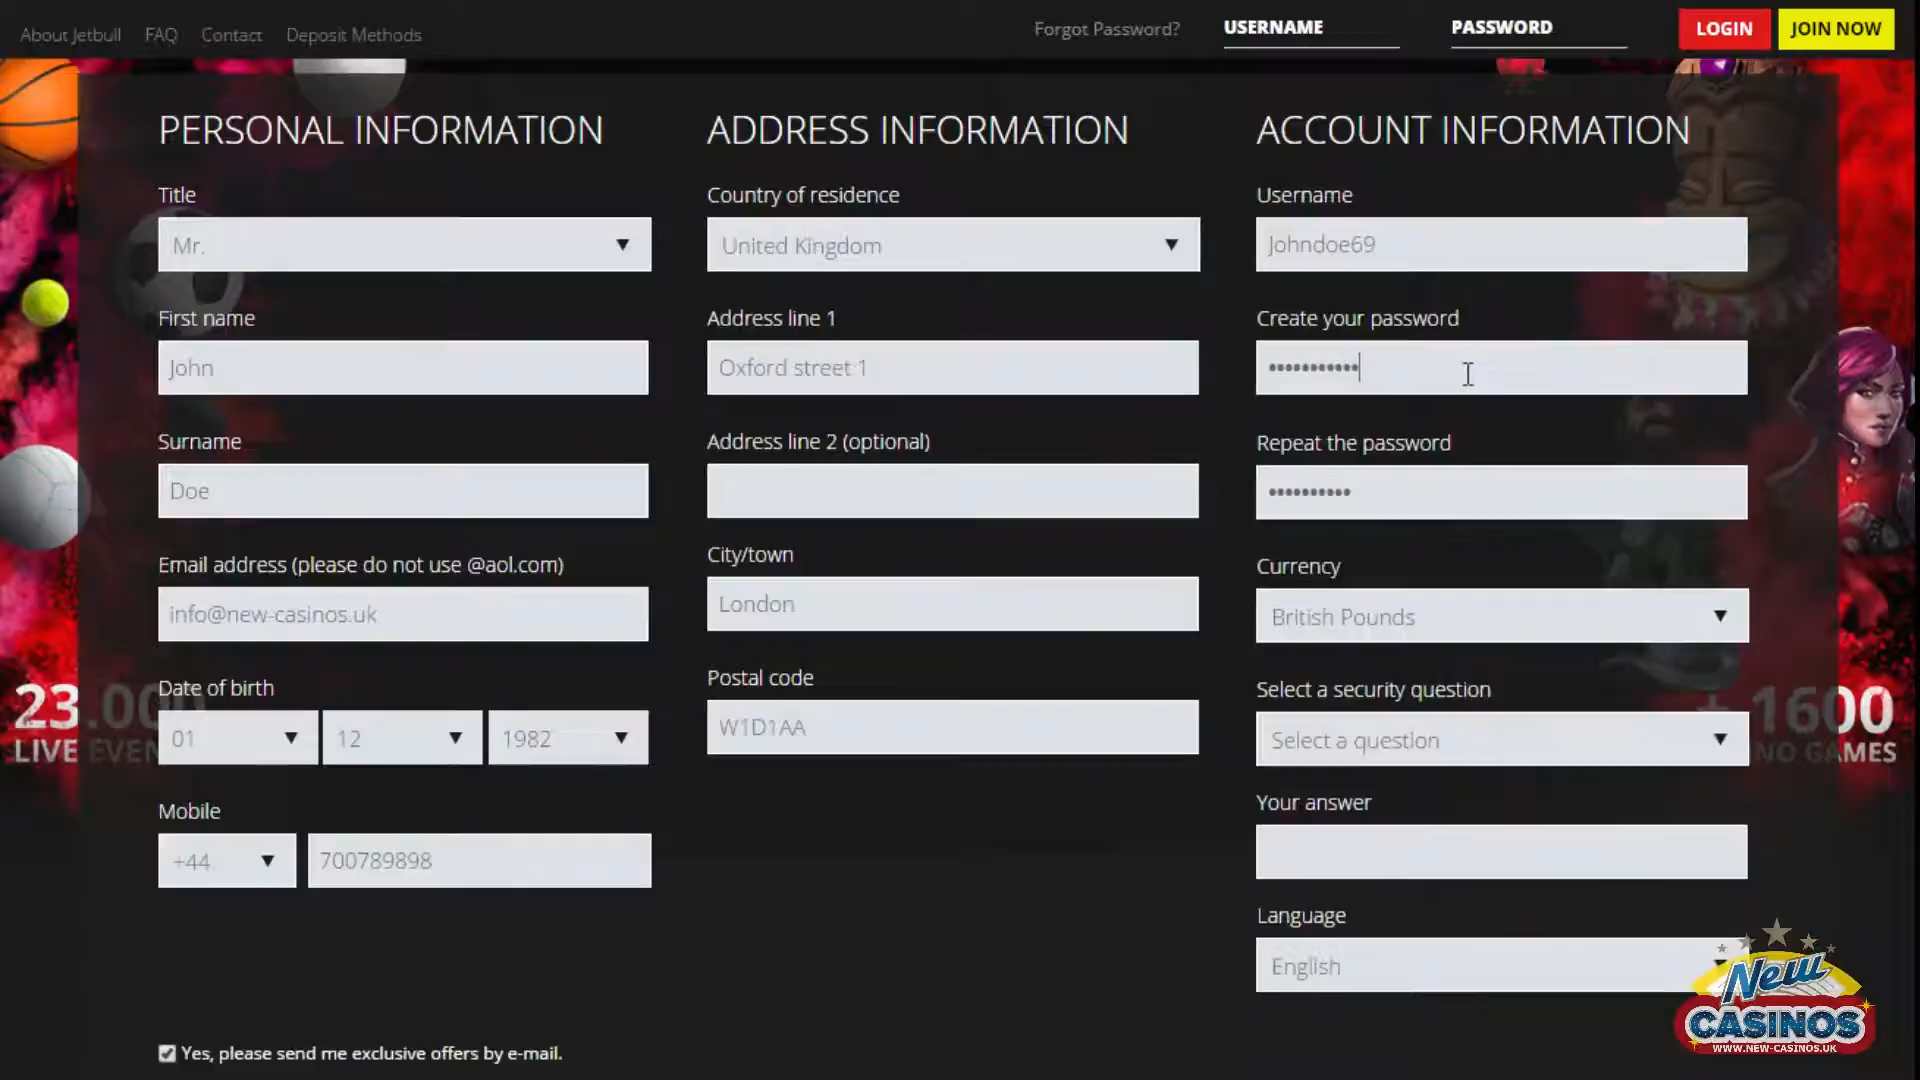 About Jetbull FAQ Contact Deposit Methods Forgot Password? USERNAME PASSWORD LOGIN JOIN NOW
PERSONAL INFORMATION
Title
Mr.
First name
John
Surname
Doe
Email address (please do not use @aol.com)
info@new-casinos.uk
Date of birth
01 12 1982
Mobile
+44 700789898
Yes, please send me exclusive offers by e-mail.
ADDRESS INFORMATION
Country of residence
United Kingdom
Address line 1
Oxford street 1
Address line 2 (optional)
City/town
London
Postal code
W1D1AA
ACCOUNT INFORMATION
Username
Johndoe69
Create your password
•••••••••••
Repeat the password
••••••••••
Currency
British Pounds
Select a security question
Select a question
Your answer
Language
English
23.000
LIVE EVEN
+ 1600
NO GAMES
New
CASINOS
WWW.NEW-CASINOS.UK